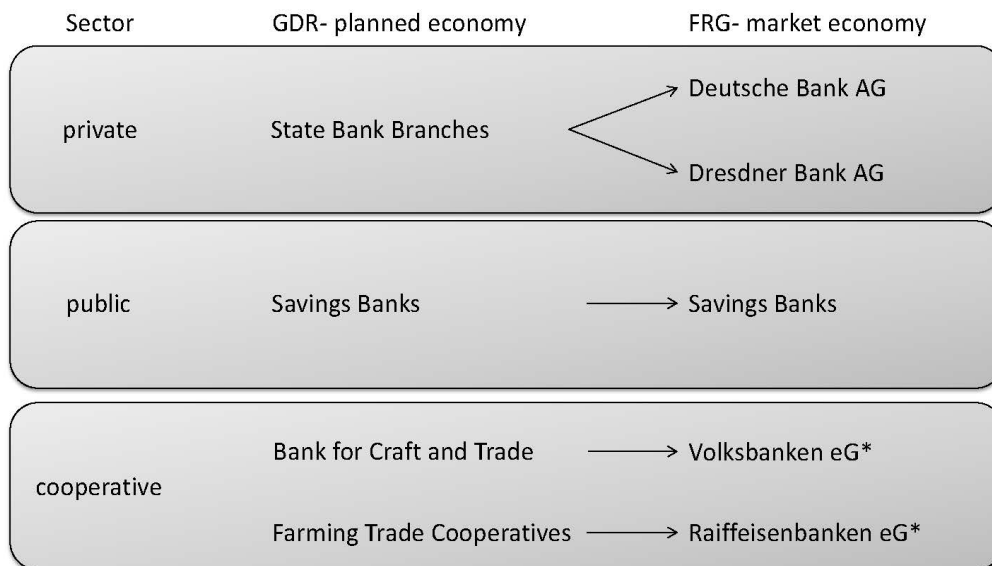 Sector GDR- planned economy FRG- market economy
Deutsche Bank AG
private State Bank Branches
Dresdner Bank AG
public Savings Banks Savings Banks
Bank for Craft and Trade Volksbanken eG*
cooperative
Farming Trade Cooperatives Raiffeisenbanken eG*